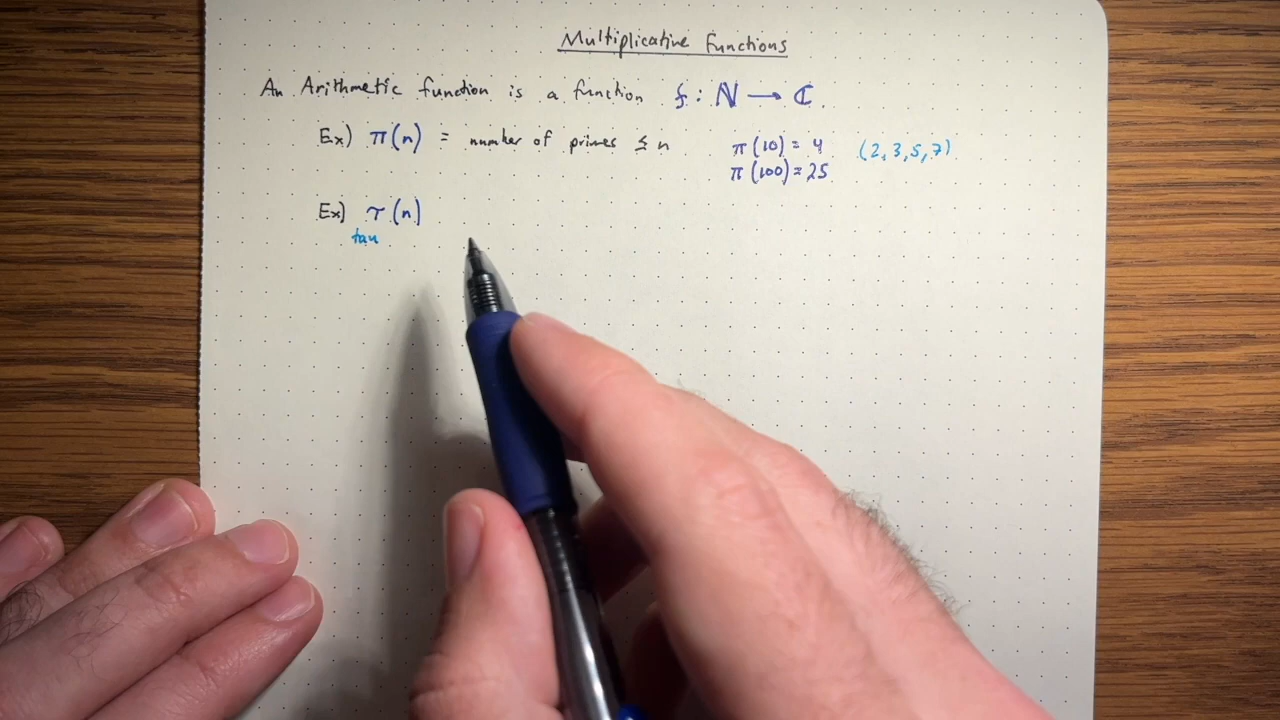 Multiplicative Functions
An Arithmetic function is a function f : ℕ → ℂ
Ex) π(n) = number of primes ≤ n π(10) = 4 (2, 3, 5, 7)
π(100) = 25
Ex) τ(n)
tau